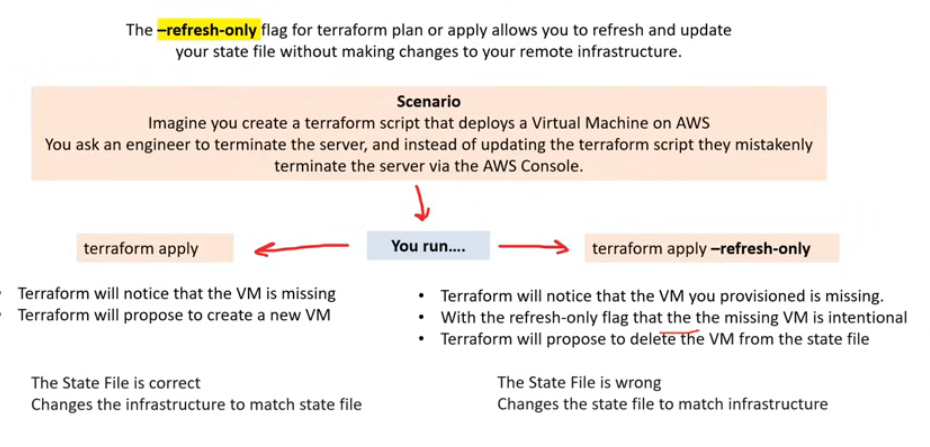 The –refresh-only flag for terraform plan or apply allows you to refresh and update
your state file without making changes to your remote infrastructure.
Scenario
Imagine you create a terraform script that deploys a Virtual Machine on AWS
You ask an engineer to terminate the server, and instead of updating the terraform script they mistakenly
terminate the server via the AWS Console.
You run....
terraform apply
• Terraform will notice that the VM is missing
• Terraform will propose to create a new VM
The State File is correct
Changes the infrastructure to match state file
terraform apply –refresh-only
• Terraform will notice that the VM you provisioned is missing.
• With the refresh-only flag that the the missing VM is intentional
• Terraform will propose to delete the VM from the state file
The State File is wrong
Changes the state file to match infrastructure